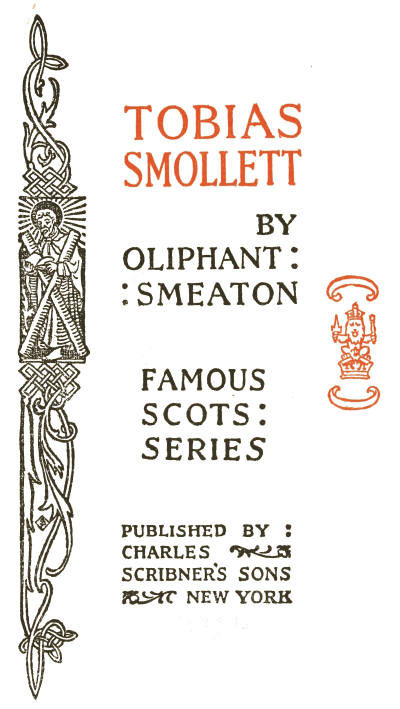 TOBIAS
SMOLLETT
BY
OLIPHANT :
: SMEATON
FAMOUS
SCOTS :
SERIES
PUBLISHED BY :
CHARLES
SCRIBNER'S SONS
NEW YORK